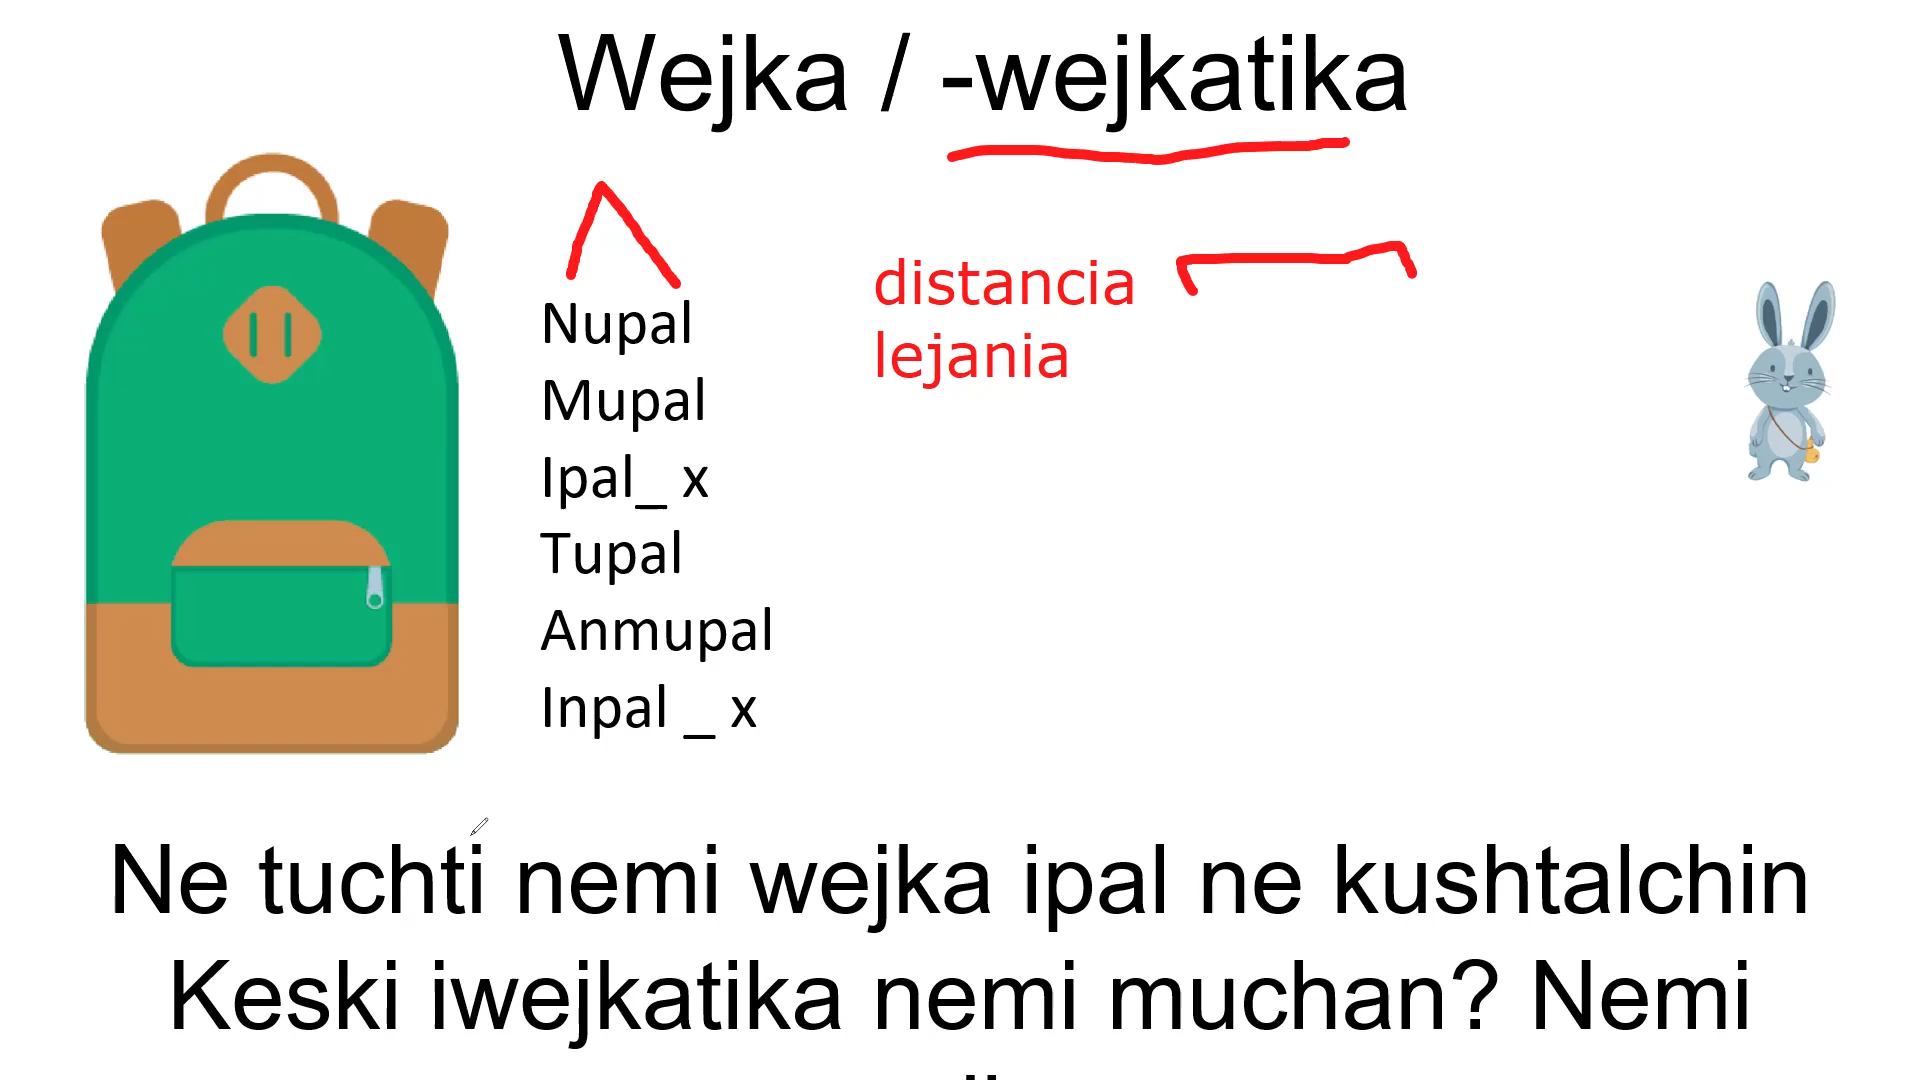 Wejka / -wejkatika
Nupal
Mupal
Ipal_ x
Tupal
Anmupal
Inpal _ x
distancia
lejania
Ne tuchti nemi wejka ipal ne kushtalchin
Keski iwejkatika nemi muchan? Nemi